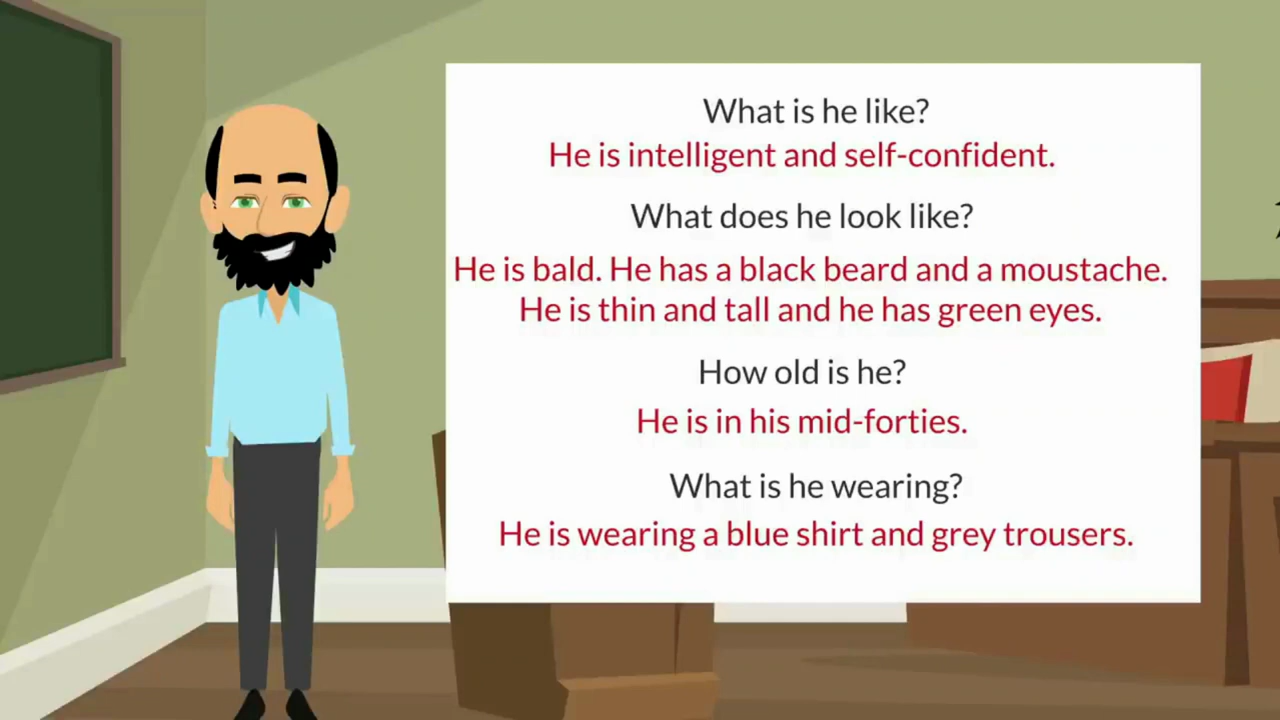 What is he like?
He is intelligent and self-confident.
What does he look like?
He is bald. He has a black beard and a moustache.
He is thin and tall and he has green eyes.
How old is he?
He is in his mid-forties.
What is he wearing?
He is wearing a blue shirt and grey trousers.